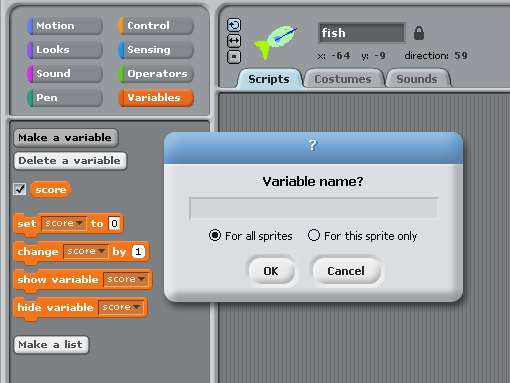 Motion
Control
Looks
Sensing
Sound
Operators
Pen
Variables
fish
x: -64 y: -9 direction: 59
Scripts
Costumes
Sounds
Make a variable
Delete a variable
score
set score to 0
change score by 1
show variable score
hide variable score
Make a list
?
Variable name?
For all sprites
For this sprite only
OK
Cancel